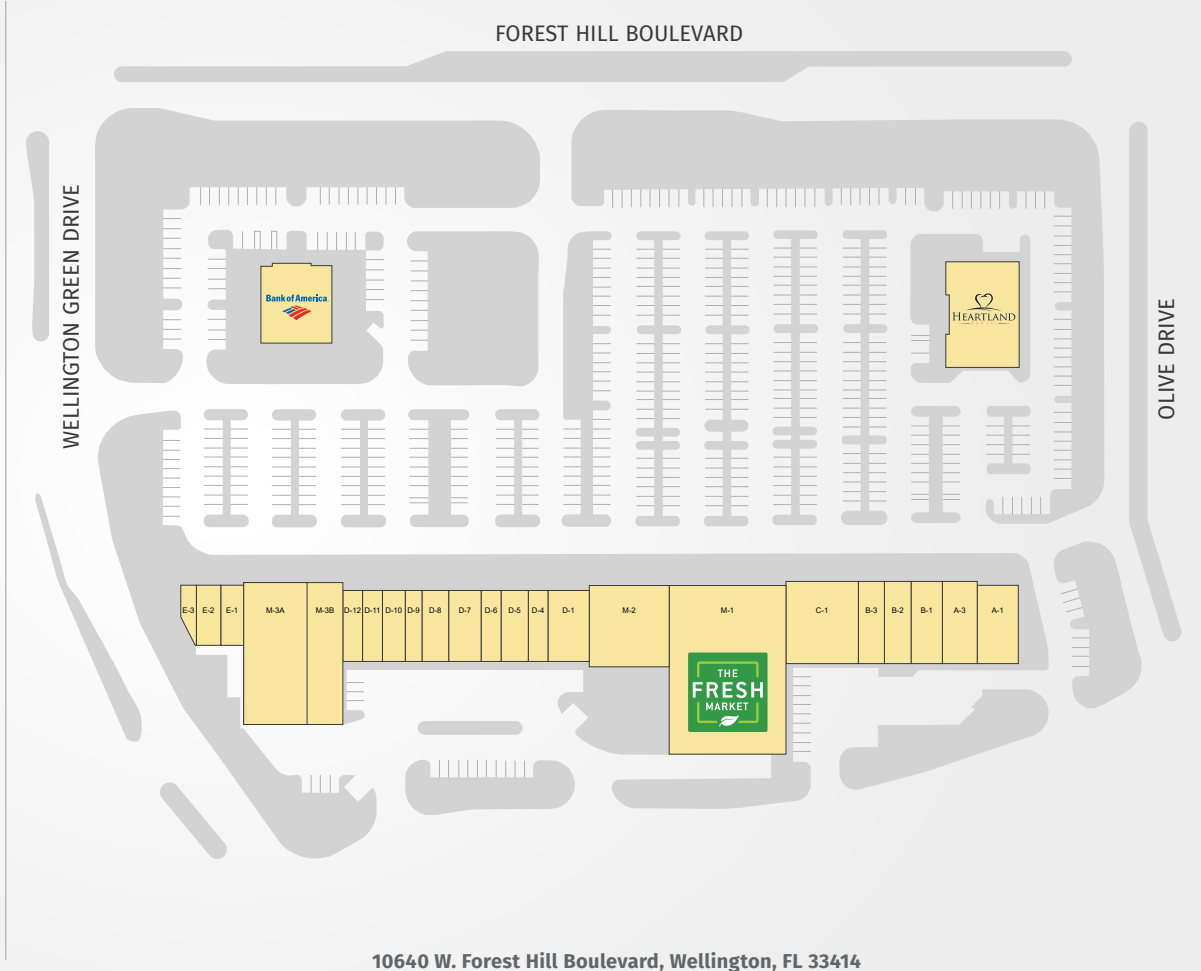 FOREST HILL BOULEVARD
WELLINGTON GREEN DRIVE
Bank of America
HEARTLAND
OLIVE DRIVE
E-3 E-2 E-1 M-3A M-3B D-12 D-11 D-10 D-9 D-8 D-7 D-6 D-5 D-4 D-1 M-2 M-1 C-1 B-3 B-2 B-1 A-3 A-1
THE
FRESH
MARKET
10640 W. Forest Hill Boulevard, Wellington, FL 33414